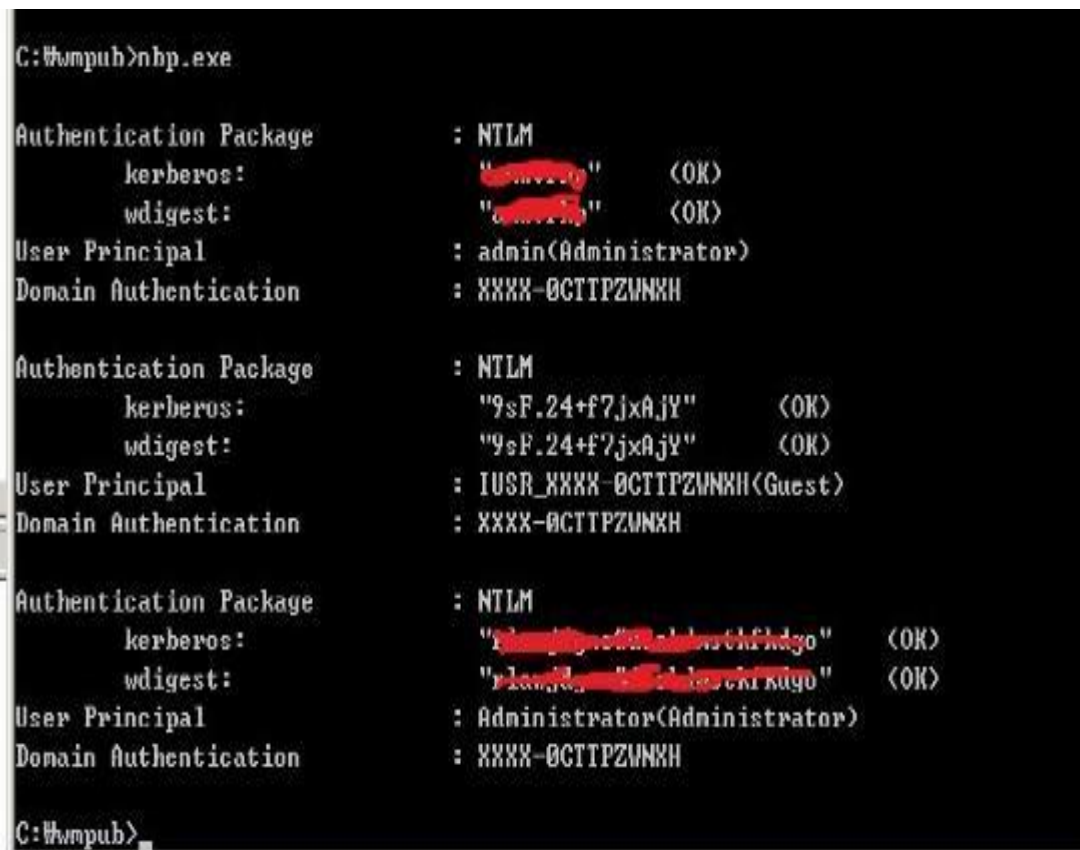 C:\wmpub>nbp.exe
Authentication Package : NTLM
kerberos: (OK)
wdigest: (OK)
User Principal : admin(Administrator)
Domain Authentication : XXXX-0CTTPZWNXH
Authentication Package : NTLM
kerberos: "9sF.24+f7jxAjY" (OK)
wdigest: "9sF.24+f7jxAjY" (OK)
User Principal : IUSR_XXXX-0CTTPZWNXH(Guest)
Domain Authentication : XXXX-0CTTPZWNXH
Authentication Package : NTLM
kerberos: (OK)
wdigest: (OK)
User Principal : Administrator(Administrator)
Domain Authentication : XXXX-0CTTPZWNXH
C:\wmpub>_